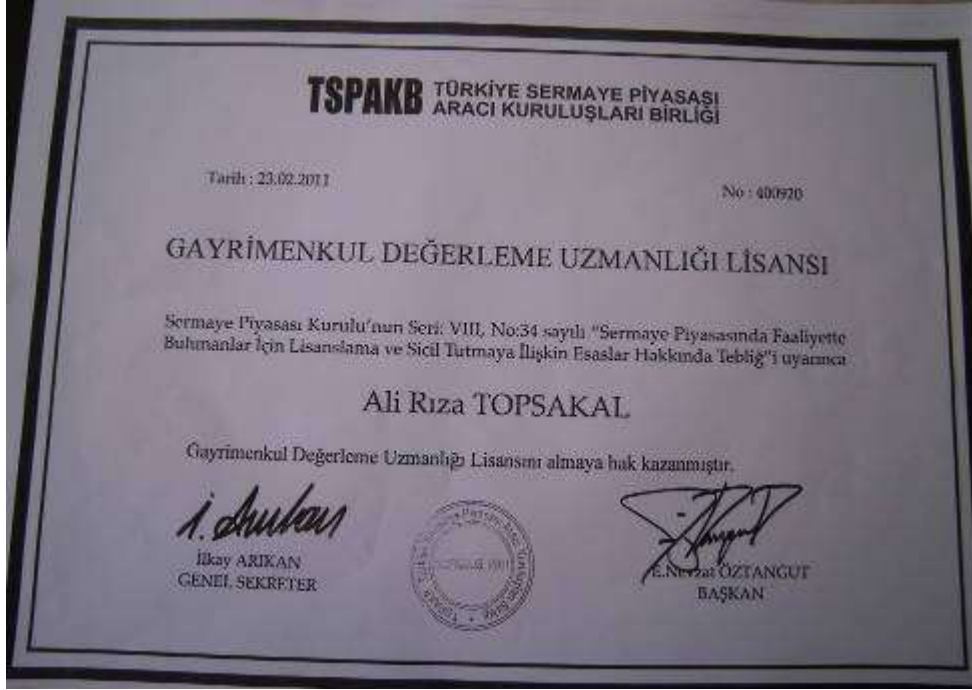 TSPAKB TÜRKİYE SERMAYE PİYASASI
ARACI KURULUŞLARI BİRLİĞİ
Tarih : 23.02.2011
No : 400920
GAYRİMENKUL DEĞERLEME UZMANLIĞI LİSANSI
Sermaye Piyasası Kurulu'nun Seri: VIII, No:34 sayılı "Sermaye Piyasasında Faaliyette
Bulunanlar İçin Lisanslama ve Sicil Tutmaya İlişkin Esaslar Hakkında Tebliğ"i uyarınca
Ali Rıza TOPSAKAL
Gayrimenkul Değerleme Uzmanlığı Lisansını almaya hak kazanmıştır.
İlkay ARIKAN
GENEL SEKRETER
E.Nevzat ÖZTANGUT
BAŞKAN